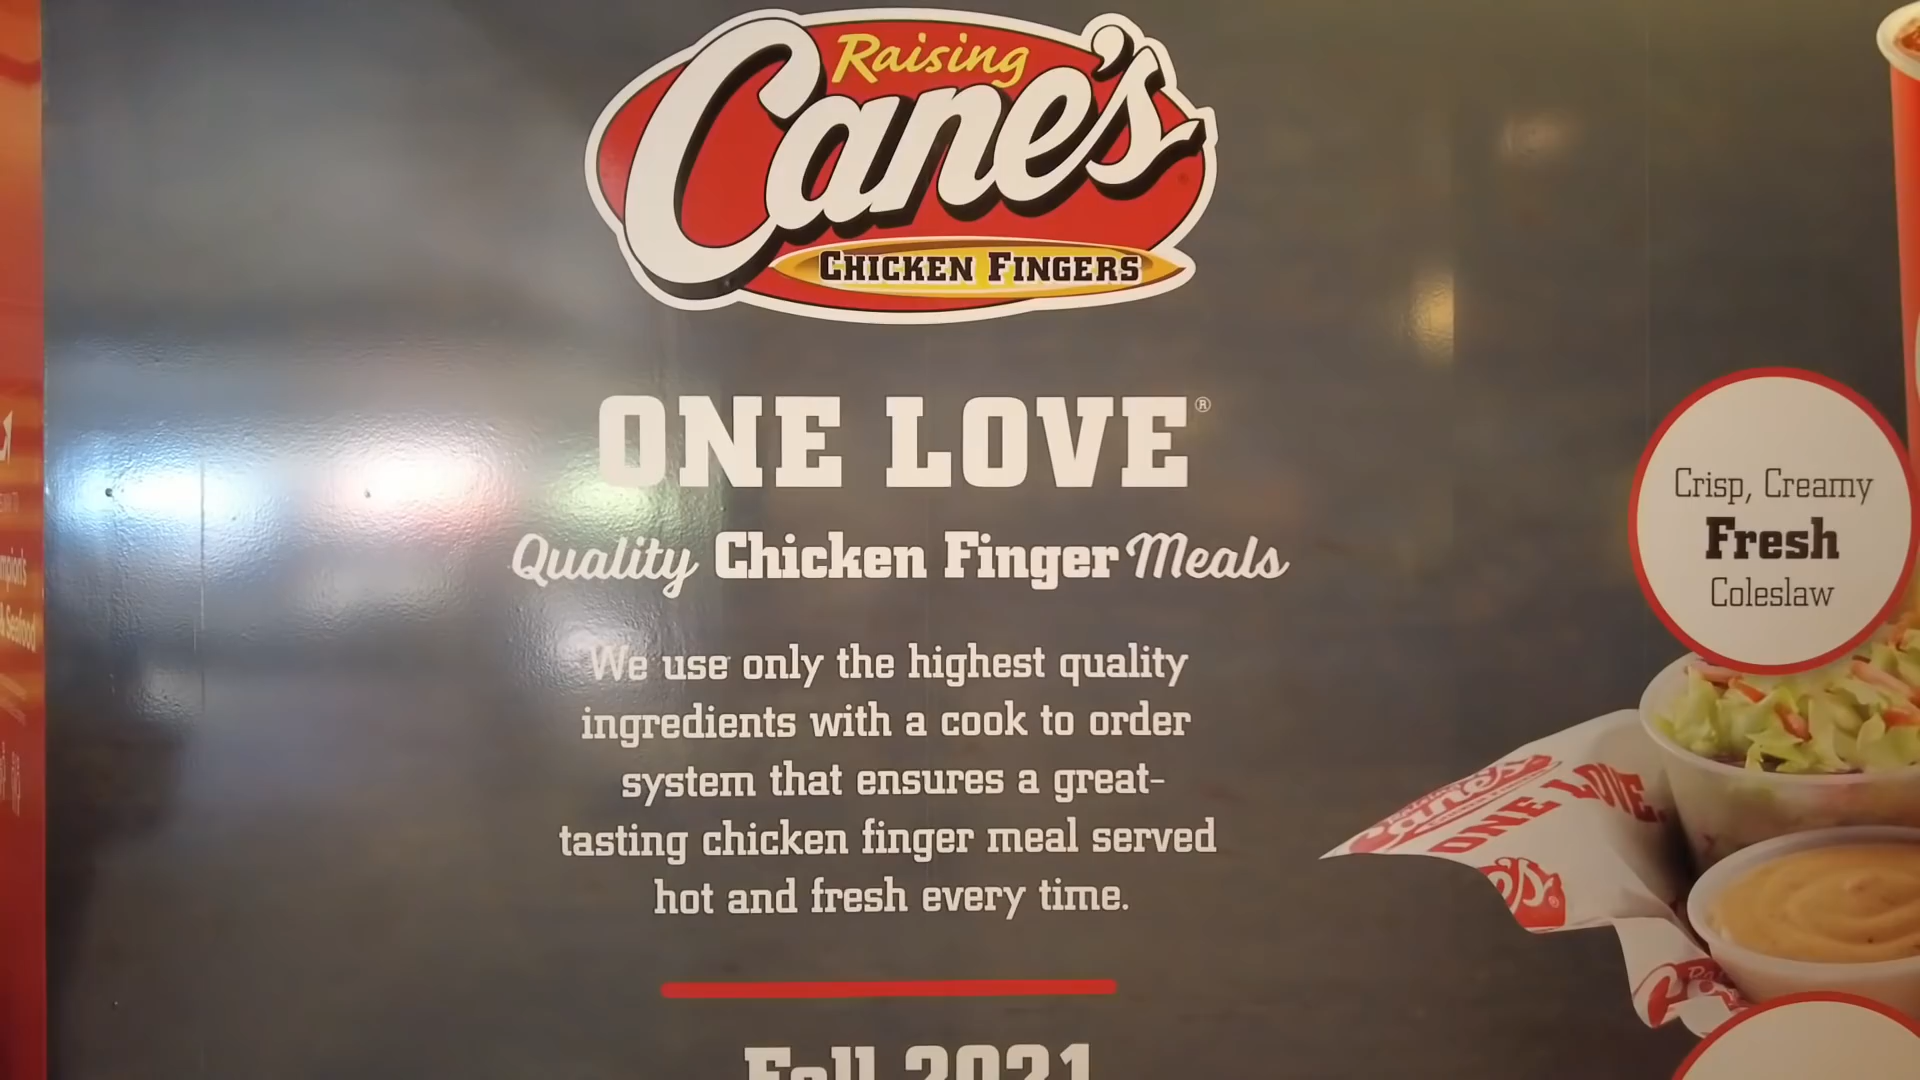 Raising
Cane's
CHICKEN FINGERS
ONE LOVE®
Quality Chicken Finger Meals
We use only the highest quality
ingredients with a cook to order
system that ensures a great-
tasting chicken finger meal served
hot and fresh every time.
Fall 2021
Crisp, Creamy
Fresh
Coleslaw
ONE LOVE.
& Seafood